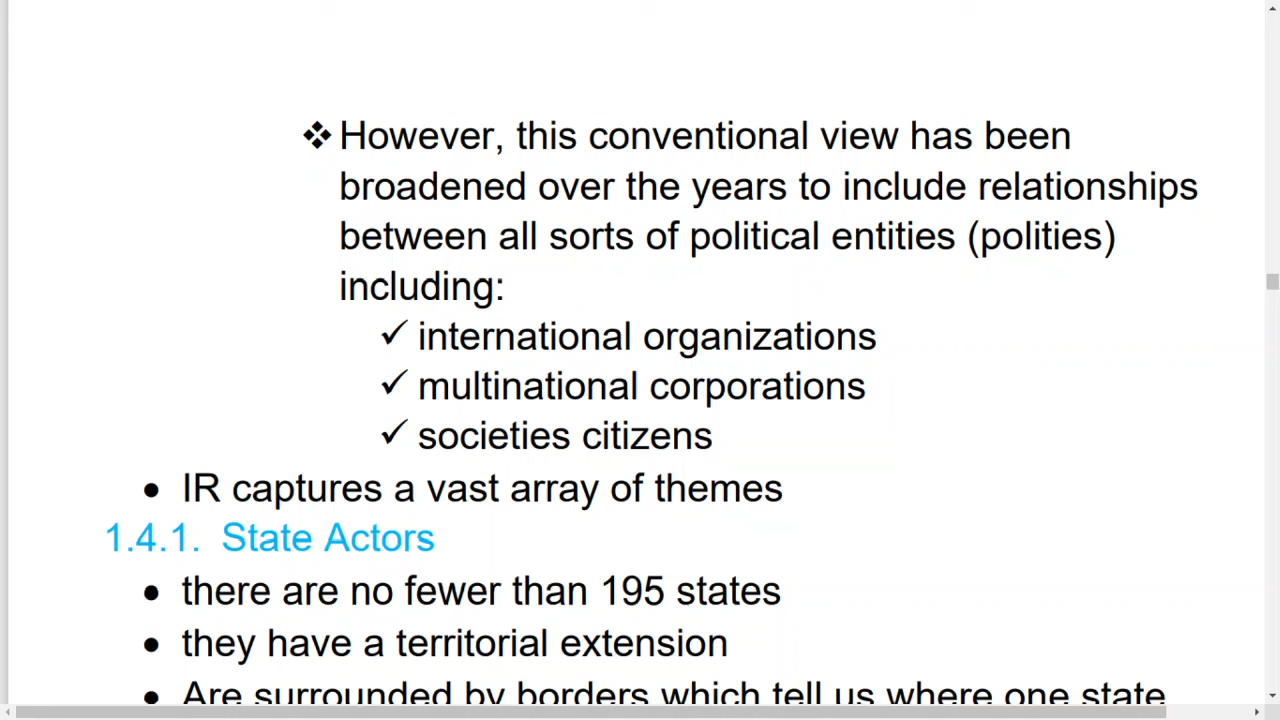 ❖ However, this conventional view has been
broadened over the years to include relationships
between all sorts of political entities (polities)
including:
✓ international organizations
✓ multinational corporations
✓ societies citizens
• IR captures a vast array of themes
1.4.1. State Actors
• there are no fewer than 195 states
• they have a territorial extension
• Are surrounded by borders which tell us where one state